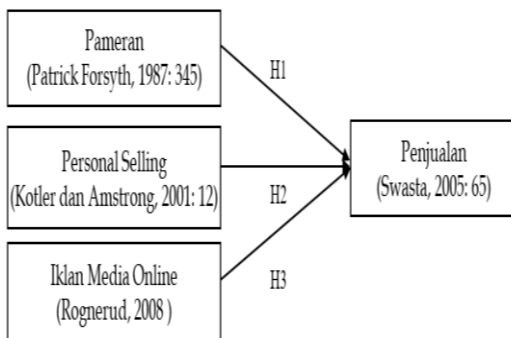 Pameran
(Patrick Forsyth, 1987: 345)
H1
Personal Selling
(Kotler dan Amstrong, 2001: 12)
H2
Penjualan
(Swasta, 2005: 65)
Iklan Media Online
(Rognerud, 2008 )
H3